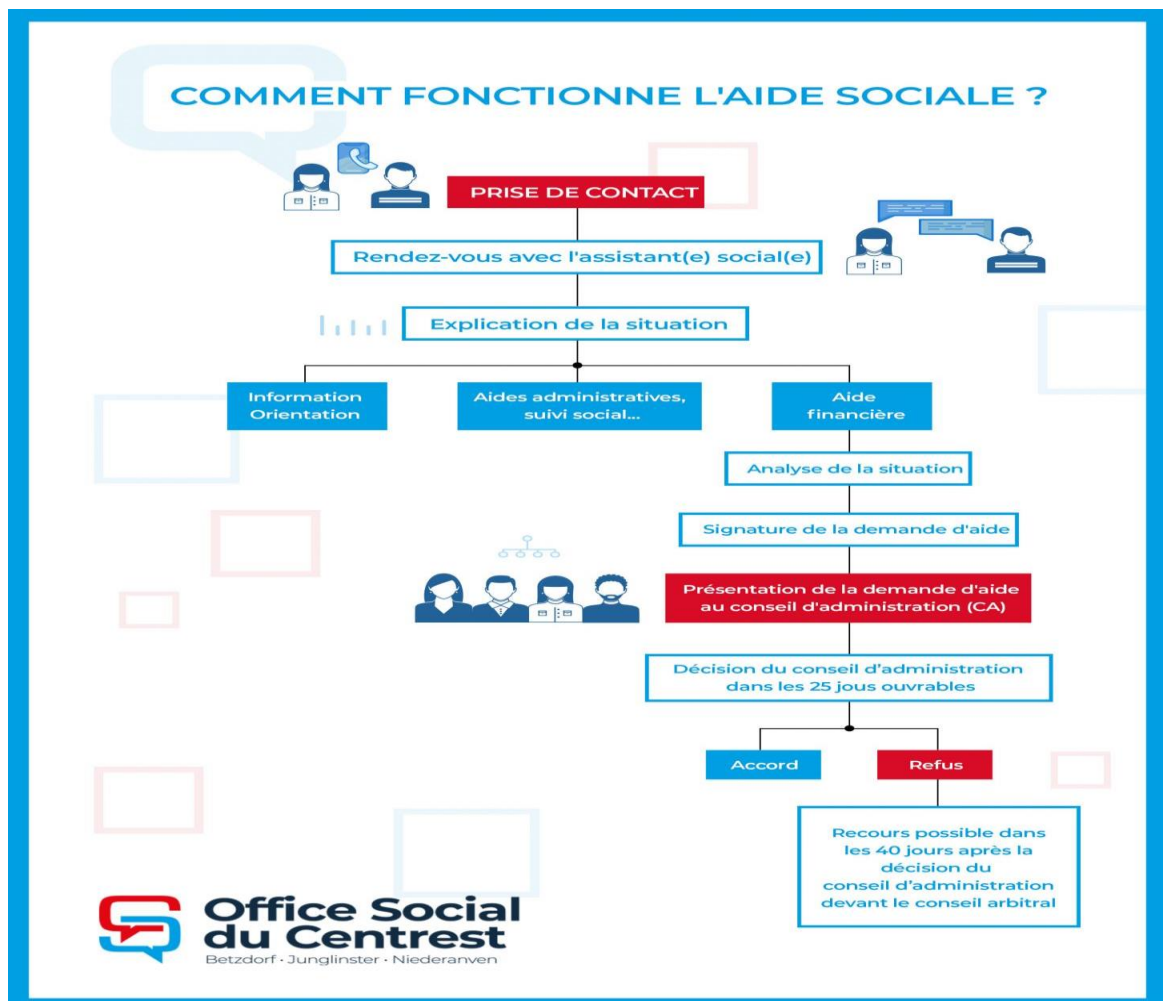 COMMENT FONCTIONNE L'AIDE SOCIALE ?
PRISE DE CONTACT
Rendez-vous avec l'assistant(e) social(e)
Explication de la situation
Information
Orientation
Aides administratives,
suivi social...
Aide
financière
Analyse de la situation
Signature de la demande d'aide
Présentation de la demande d'aide
au conseil d'administration (CA)
Décision du conseil d'administration
dans les 25 jous ouvrables
Accord
Refus
Recours possible dans
les 40 jours après la
décision du
conseil d'administration
devant le conseil arbitral
Office Social
du Centrest
Betzdorf · Junglinster · Niederanven